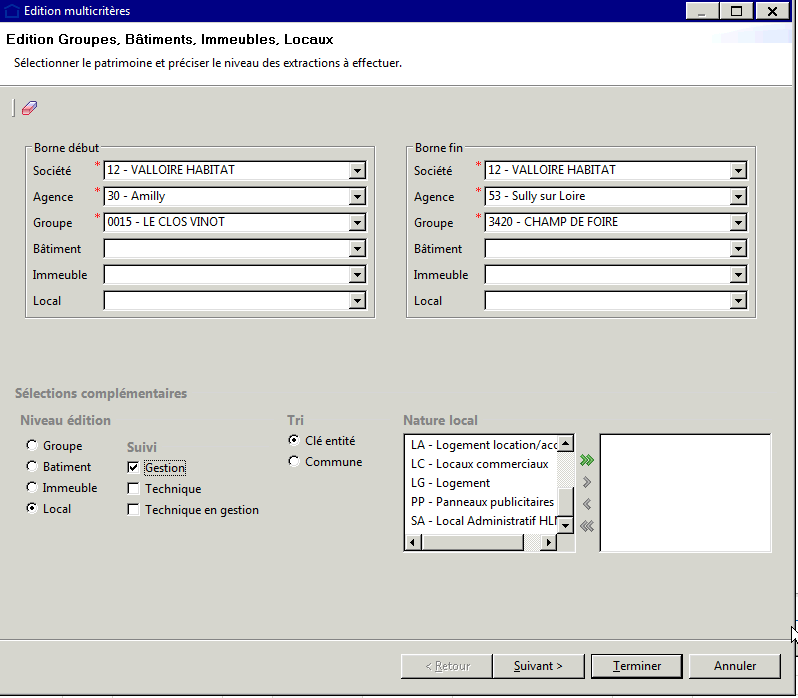 Edition multicritères
Edition Groupes, Bâtiments, Immeubles, Locaux
Sélectionner le patrimoine et préciser le niveau des extractions à effectuer.
Borne début
Société * 12 - VALLOIRE HABITAT
Agence * 30 - Amilly
Groupe * 0015 - LE CLOS VINOT
Bâtiment
Immeuble
Local
Borne fin
Société * 12 - VALLOIRE HABITAT
Agence * 53 - Sully sur Loire
Groupe * 3420 - CHAMP DE FOIRE
Bâtiment
Immeuble
Local
Sélections complémentaires
Niveau édition
Groupe
Batiment
Immeuble
Local
Suivi
Gestion
Technique
Technique en gestion
Tri
Clé entité
Commune
Nature local
LA - Logement location/acc
LC - Locaux commerciaux
LG - Logement
PP - Panneaux publicitaires
SA - Local Administratif HLM
< Retour
Suivant >
Terminer
Annuler